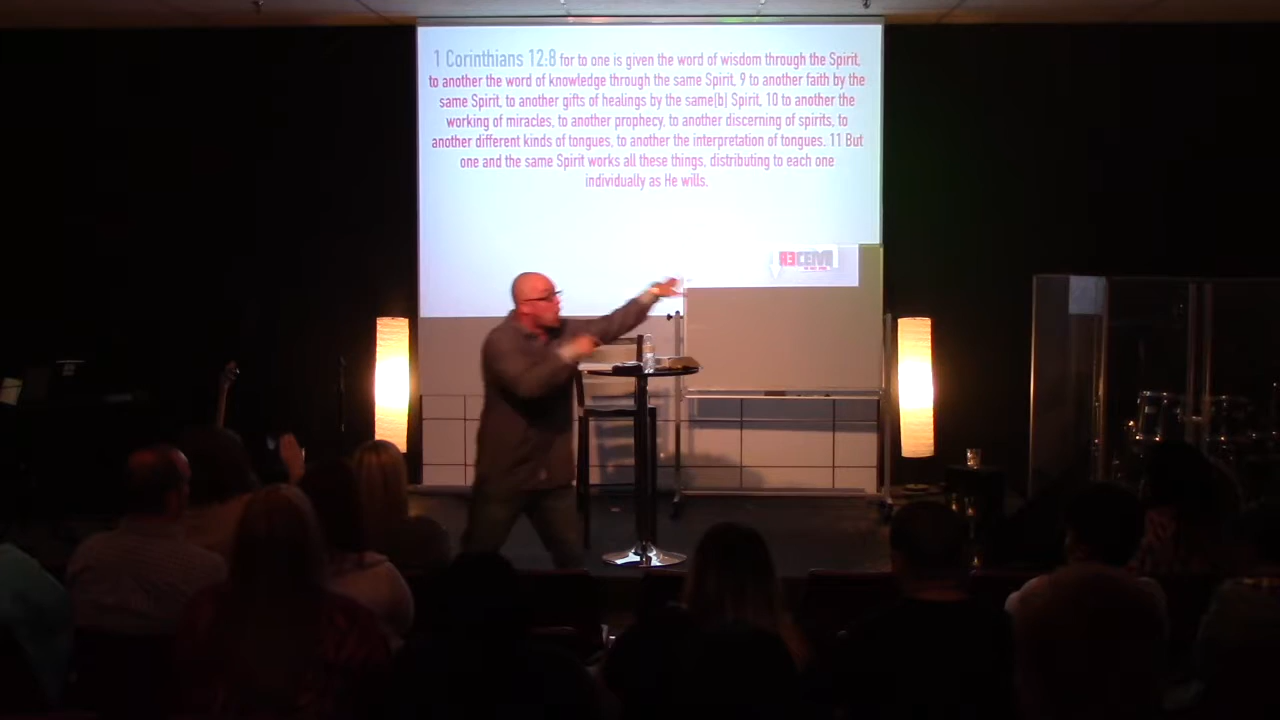 1 Corinthians 12:8 for to one is given the word of wisdom through the Spirit,
to another the word of knowledge through the same Spirit, 9 to another faith by the
same Spirit, to another gifts of healings by the same[b] Spirit, 10 to another the
working of miracles, to another prophecy, to another discerning of spirits, to
another different kinds of tongues, to another the interpretation of tongues. 11 But
one and the same Spirit works all these things, distributing to each one
individually as He wills.